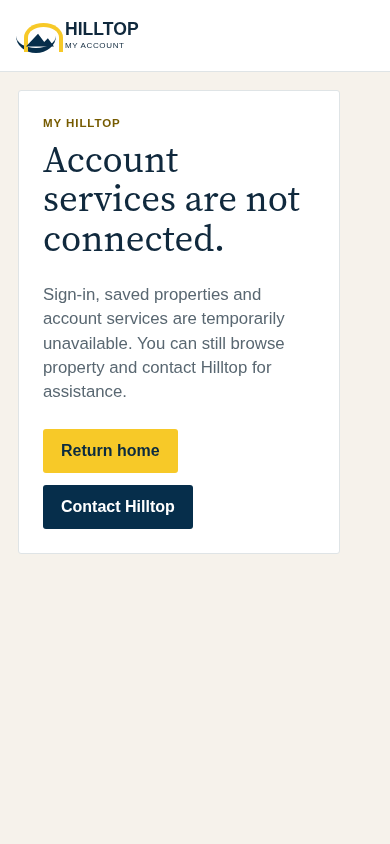 HILLTOP
MY ACCOUNT
MY HILLTOP
Account
services are not
connected.
Sign-in, saved properties and
account services are temporarily
unavailable. You can still browse
property and contact Hilltop for
assistance.
Return home
Contact Hilltop